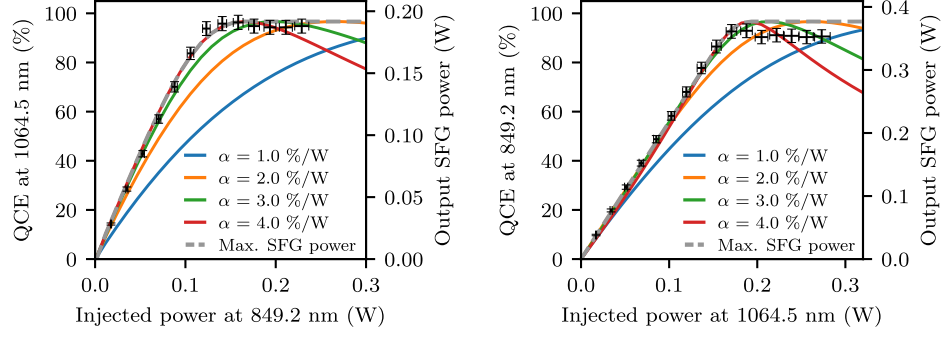 QCE at 1064.5 nm (%)
100
80
60
40
20
0
0.0
0.1
0.2
0.3
Injected power at 849.2 nm (W)
0.20
0.15
0.10
0.05
0.00
Output SFG power (W)
α = 1.0 %/W
α = 2.0 %/W
α = 3.0 %/W
α = 4.0 %/W
Max. SFG power
QCE at 849.2 nm (%)
100
80
60
40
20
0
0.0
0.1
0.2
0.3
Injected power at 1064.5 nm (W)
0.4
0.3
0.2
0.1
0.0
Output SFG power (W)
α = 1.0 %/W
α = 2.0 %/W
α = 3.0 %/W
α = 4.0 %/W
Max. SFG power